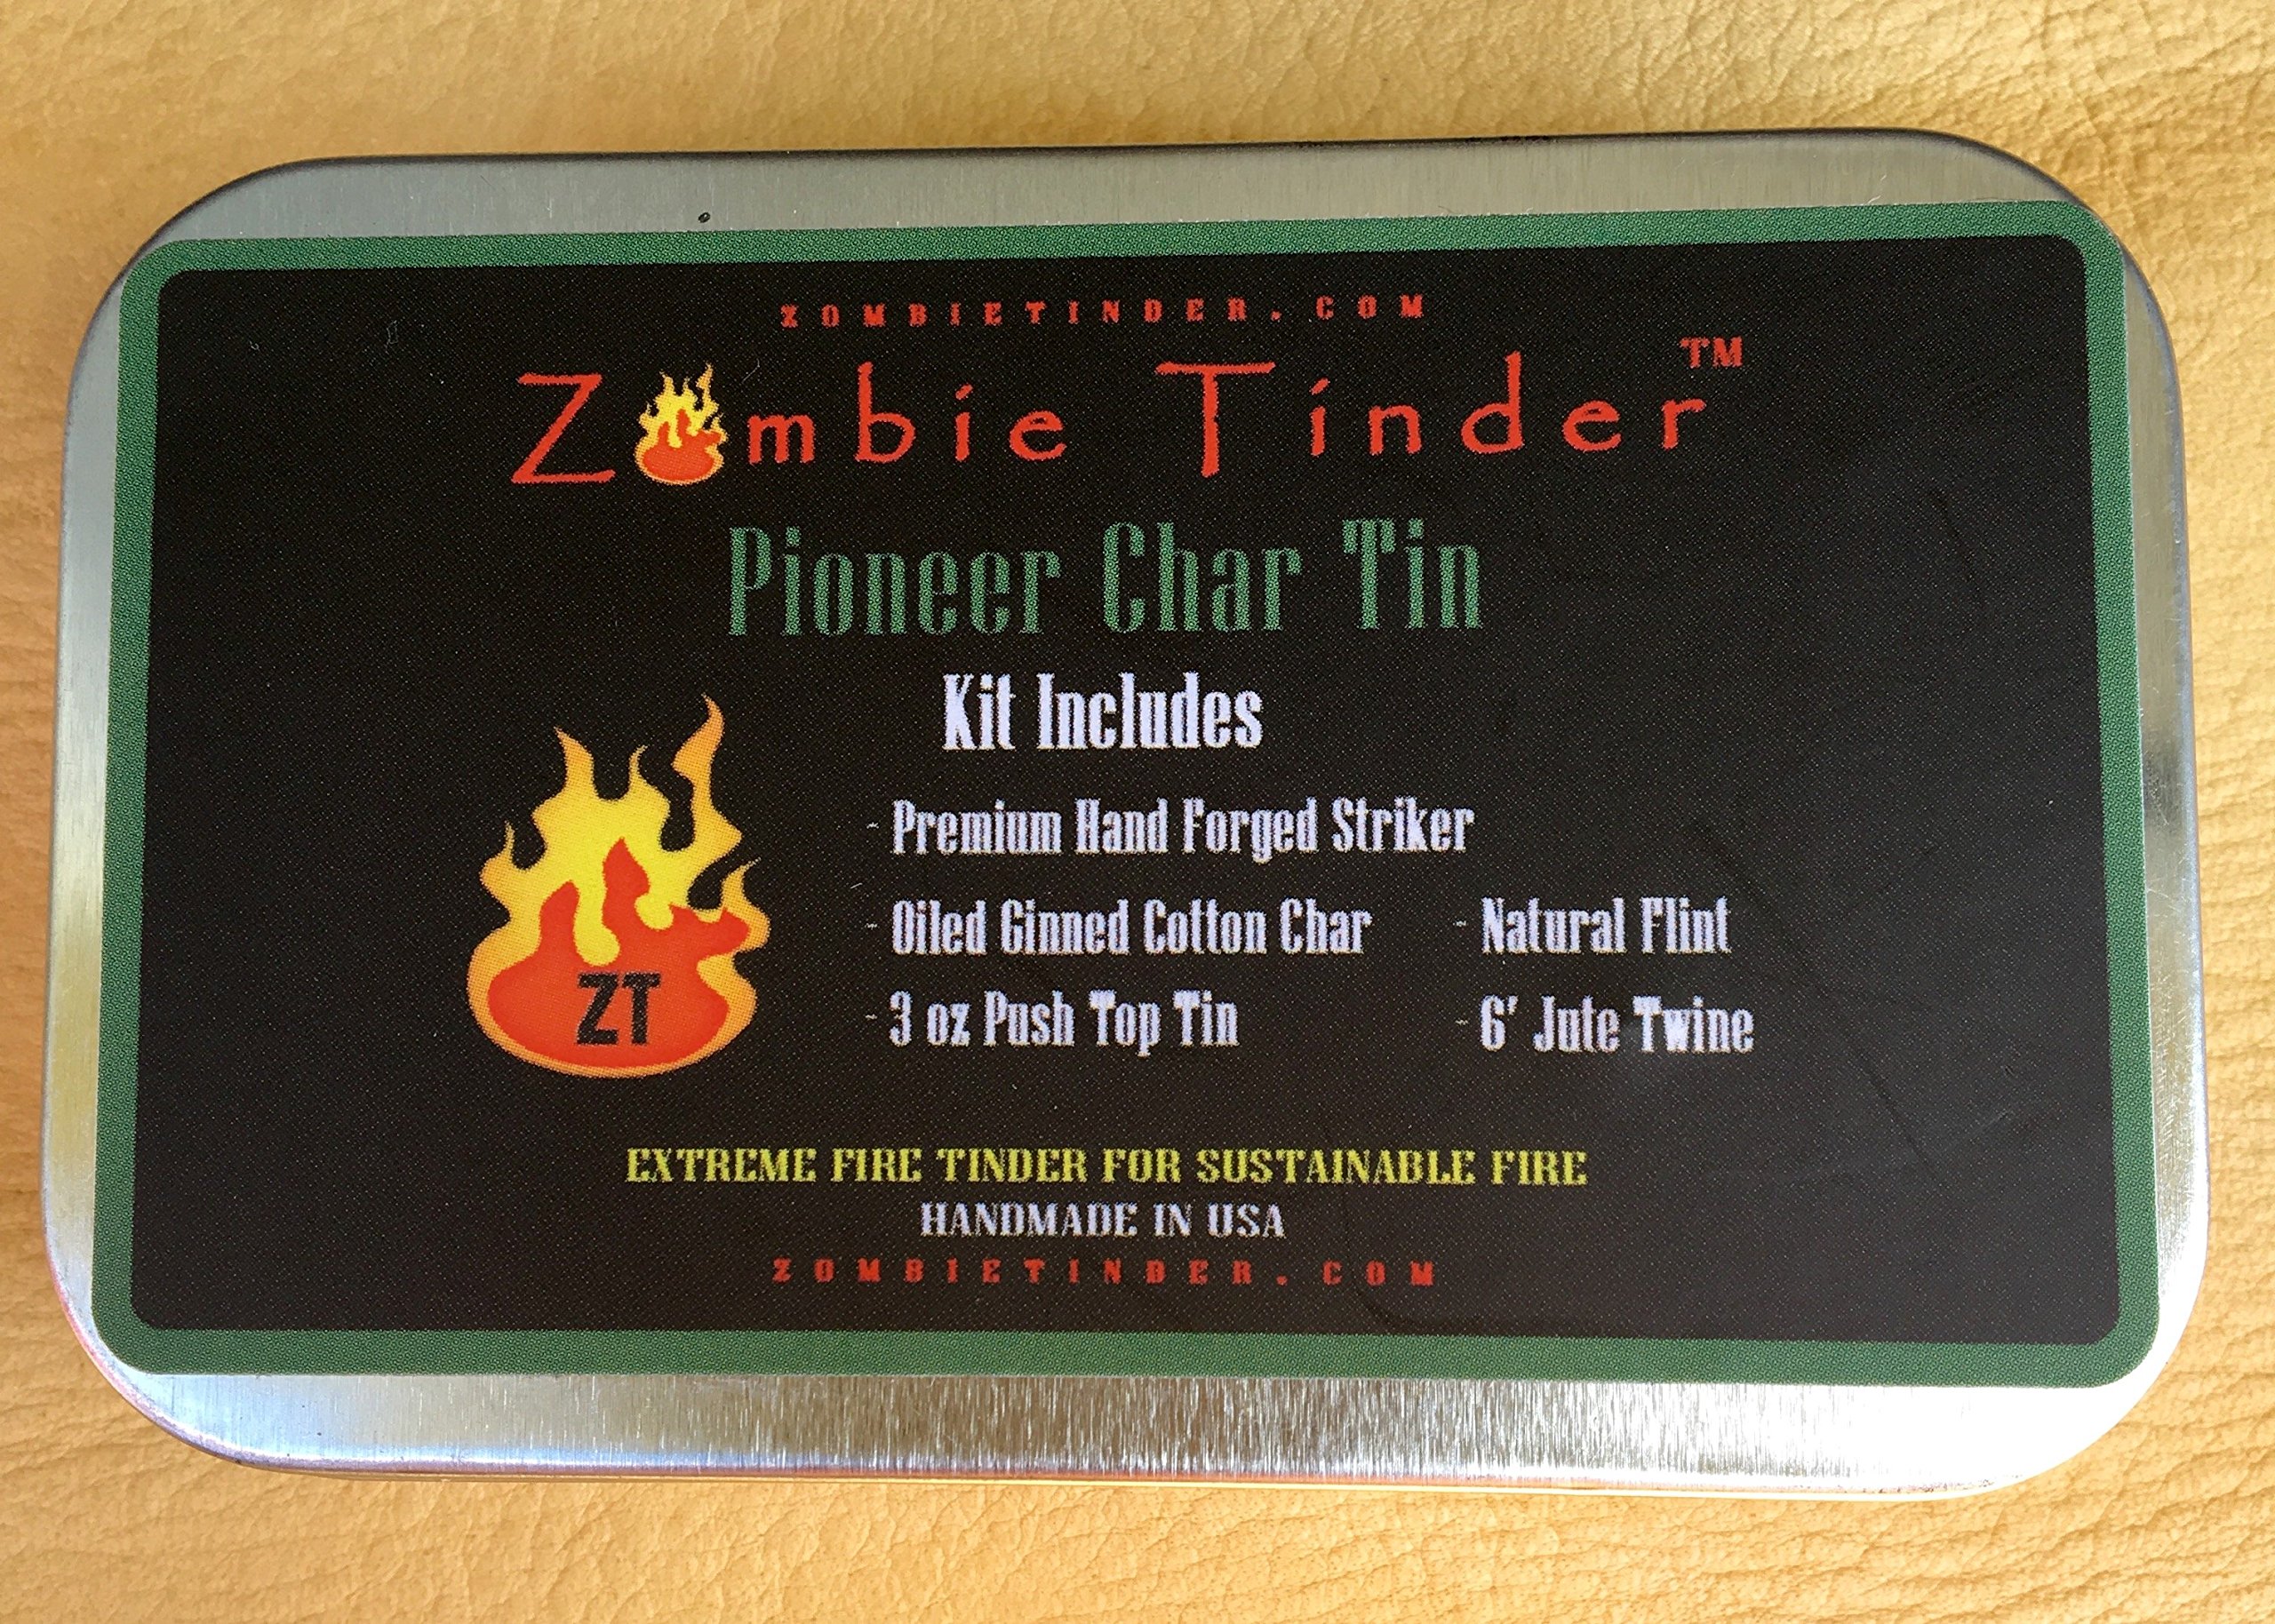 ZOMBIETINDER.COM
Zombie Tinder™
Pioneer Char Tin
Kit Includes
- Premium Hand Forged Striker
- Oiled Ginned Cotton Char - Natural Flint
- 3 oz Push Top Tin - 6' Jute Twine
ZT
EXTREME FIRE TINDER FOR SUSTAINABLE FIRE
HANDMADE IN USA
ZOMBIETINDER.COM